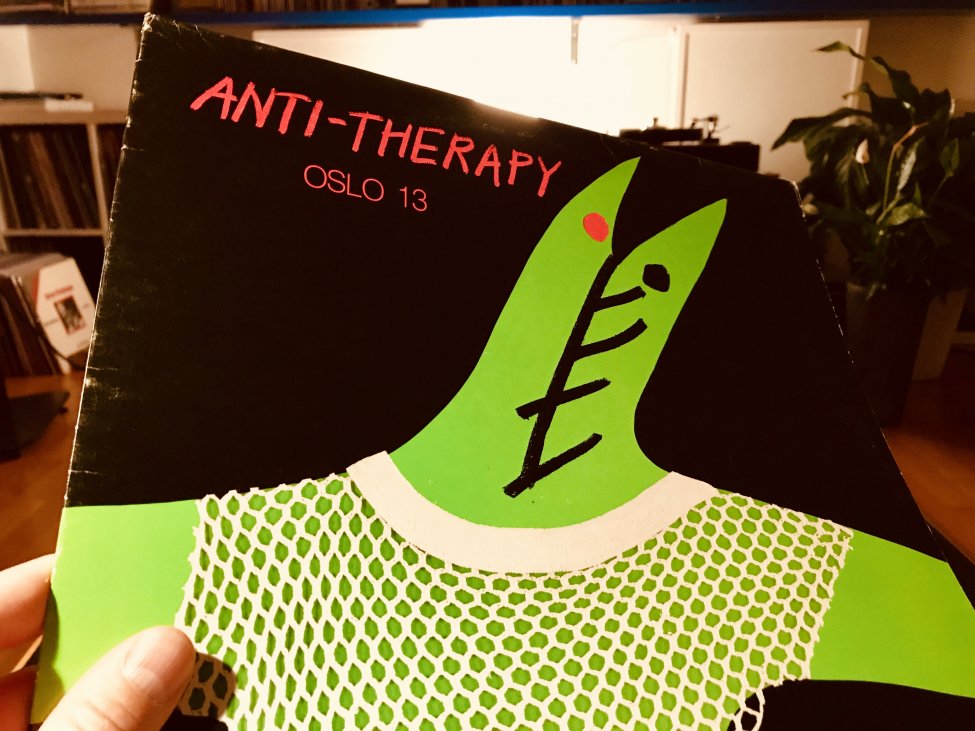 ANTI-THERAPY
OSLO 13